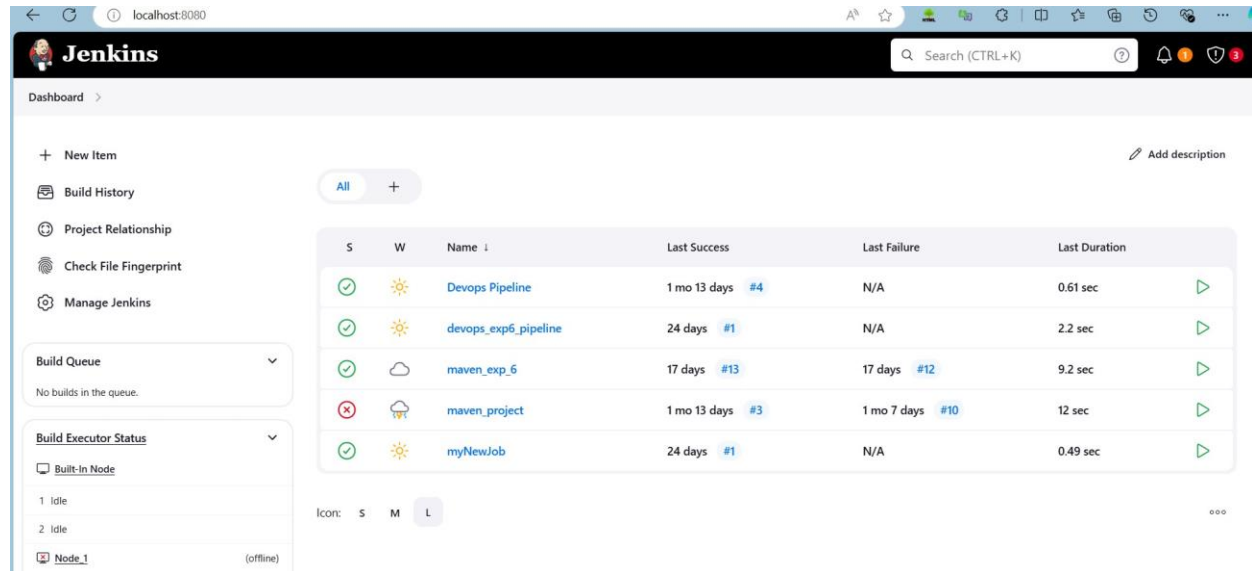 localhost:8080
Jenkins
Search (CTRL+K)
1
3
Dashboard
New Item
Build History
Project Relationship
Check File Fingerprint
Manage Jenkins
Build Queue
No builds in the queue.
Build Executor Status
Built-In Node
1 Idle
2 Idle
Node_1 (offline)
Add description
All +
S W Name ↓ Last Success Last Failure Last Duration
Devops Pipeline 1 mo 13 days #4 N/A 0.61 sec
devops_exp6_pipeline 24 days #1 N/A 2.2 sec
maven_exp_6 17 days #13 17 days #12 9.2 sec
maven_project 1 mo 13 days #3 1 mo 7 days #10 12 sec
myNewJob 24 days #1 N/A 0.49 sec
Icon: S M L